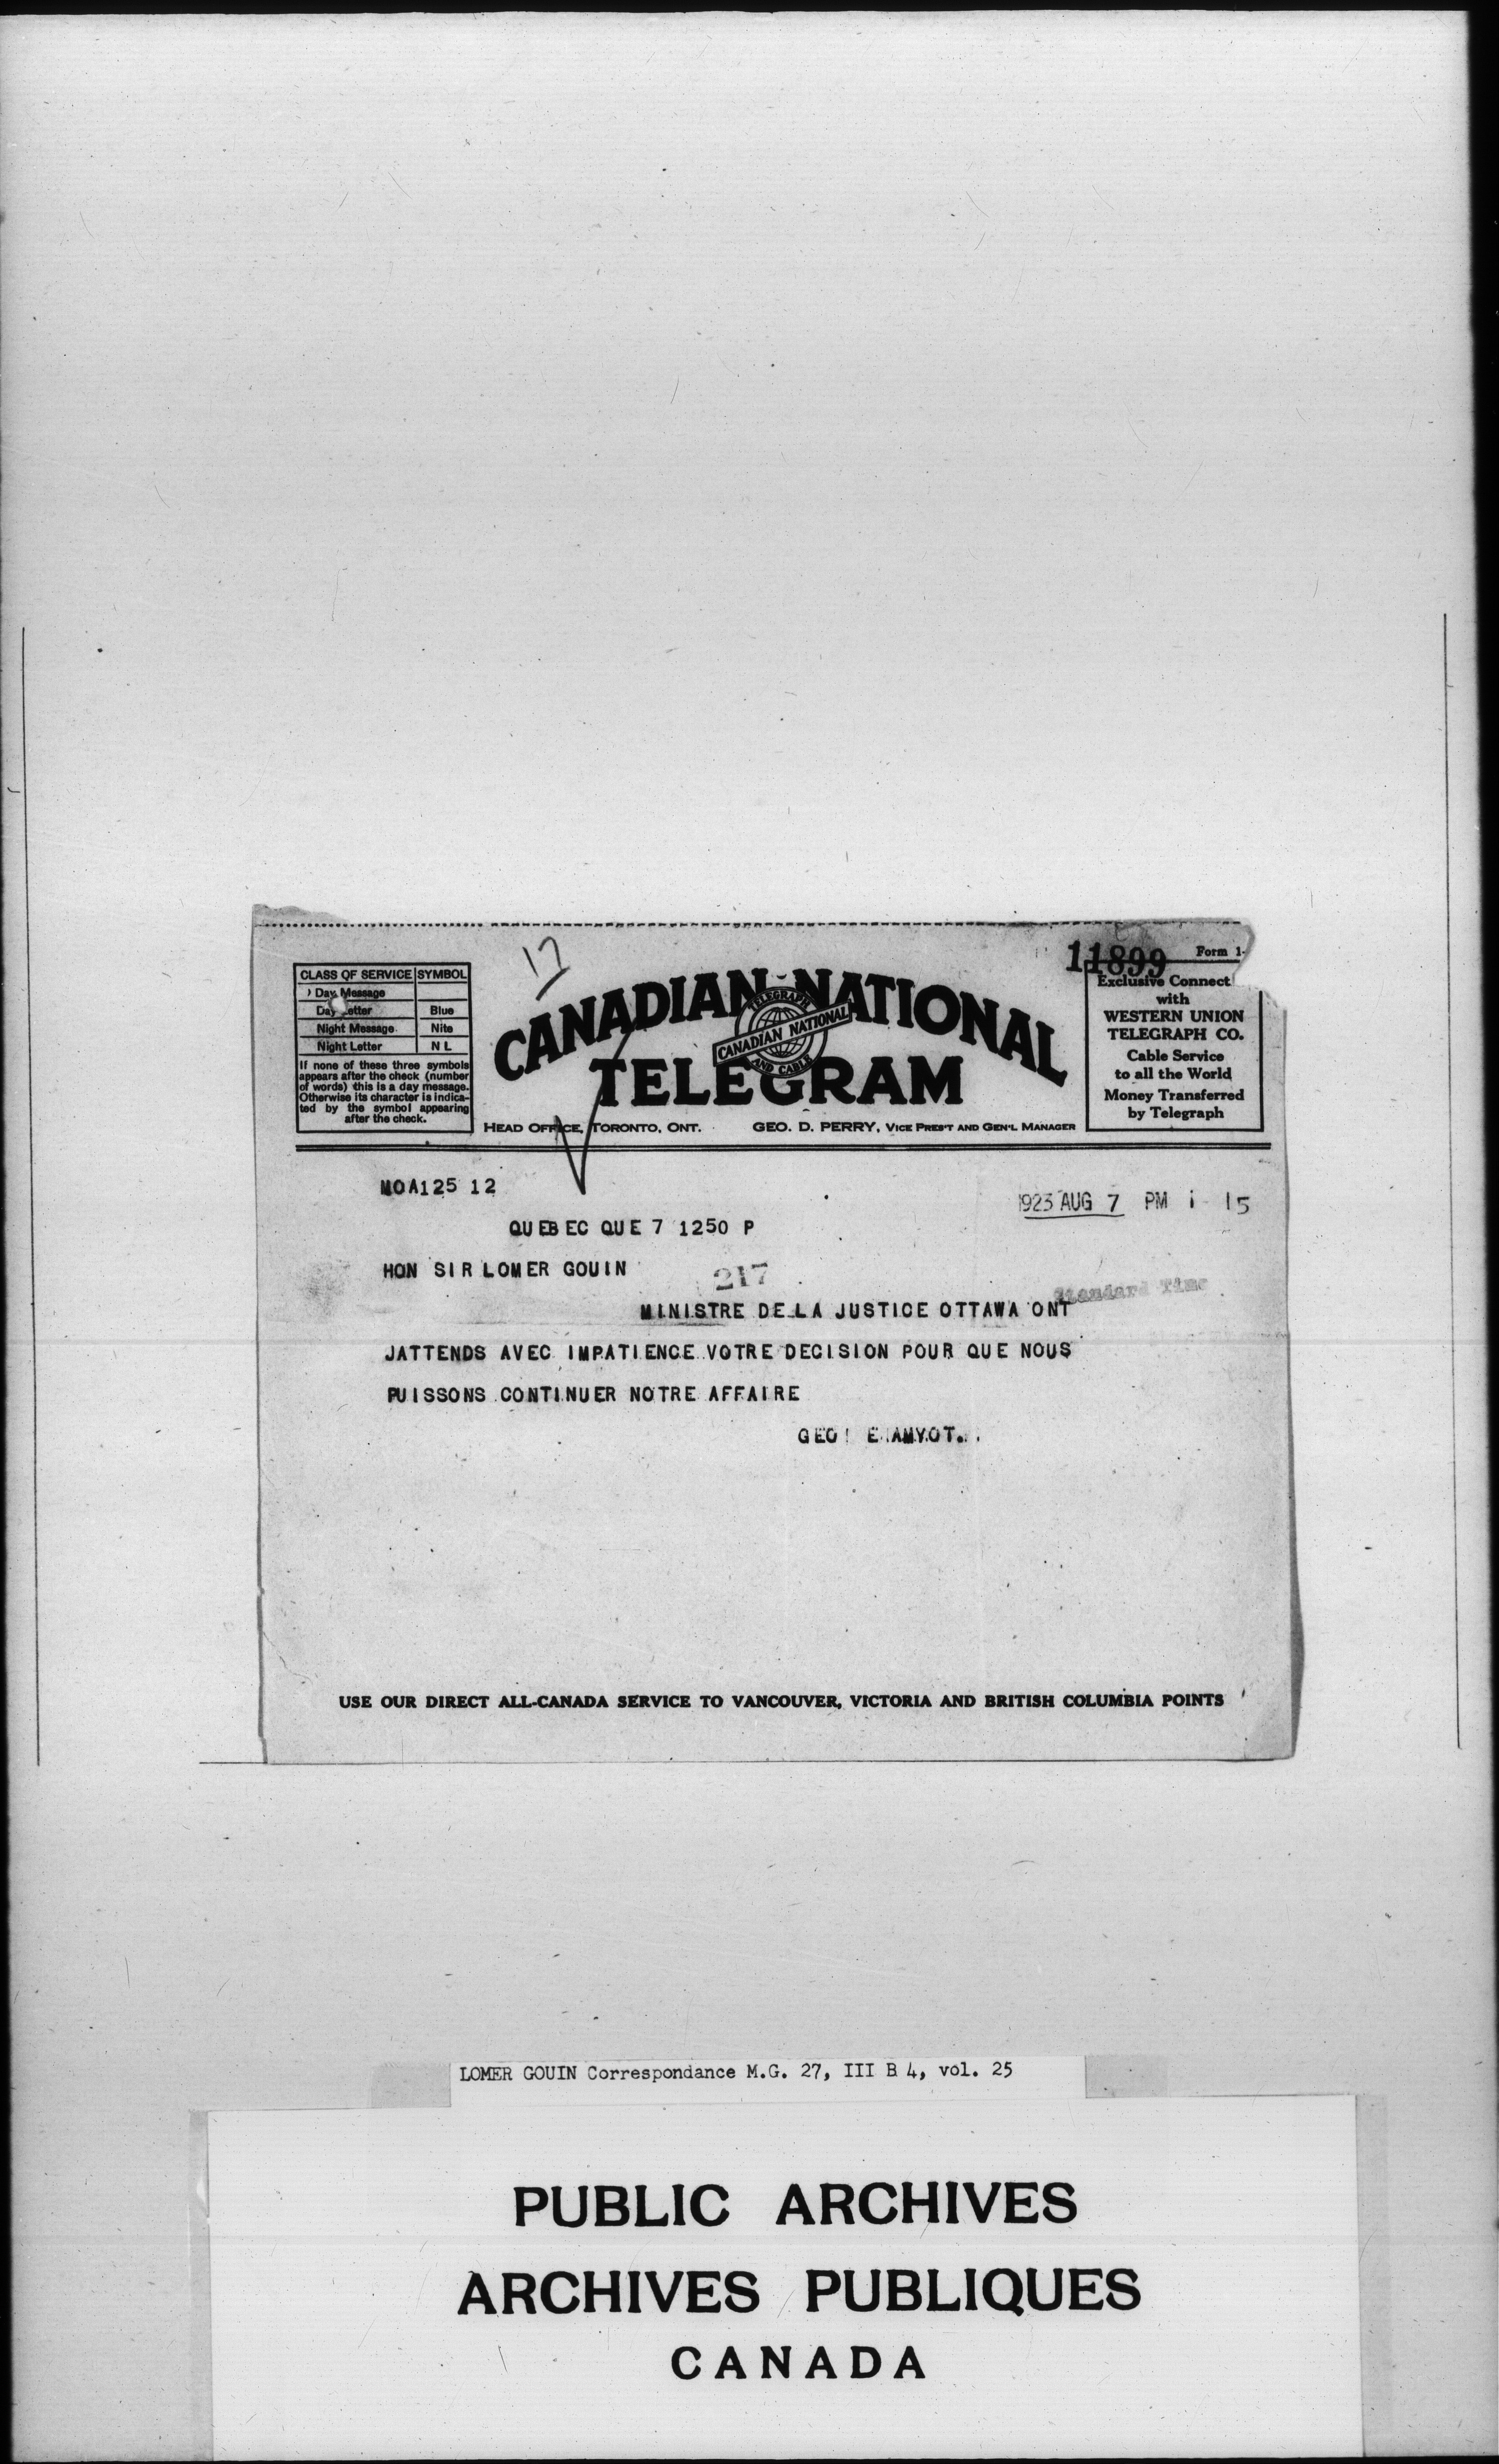 17
11899
Form 1-
CLASS OF SERVICE SYMBOL
Day Message
Day Letter Blue
Night Message Nite
Night Letter N L
If none of these three symbols
appears after the check (number
of words) this is a day message.
Otherwise its character is indica-
ted by the symbol appearing
after the check.
CANADIAN NATIONAL
TELEGRAPH
CANADIAN NATIONAL
AND CABLE
TELEGRAM
HEAD OFFICE, TORONTO, ONT. GEO. D. PERRY, VICE PRES'T AND GEN'L MANAGER
Exclusive Connect
with
WESTERN UNION
TELEGRAPH CO.
Cable Service
to all the World
Money Transferred
by Telegraph
MOA125 12
1923 AUG 7 PM 1 15
QUEBEC QUE 7 1250 P
HON SIR LOMER GOUIN
217
Standard Time
MINISTRE DE LA JUSTICE OTTAWA ONT
JATTENDS AVEC IMPATIENCE VOTRE DECISION POUR QUE NOUS
PUISSONS CONTINUER NOTRE AFFAIRE
GEO E AMYOT..
USE OUR DIRECT ALL-CANADA SERVICE TO VANCOUVER, VICTORIA AND BRITISH COLUMBIA POINTS
LOMER GOUIN Correspondance M.G. 27, III B 4, vol. 25
PUBLIC ARCHIVES
ARCHIVES PUBLIQUES
CANADA